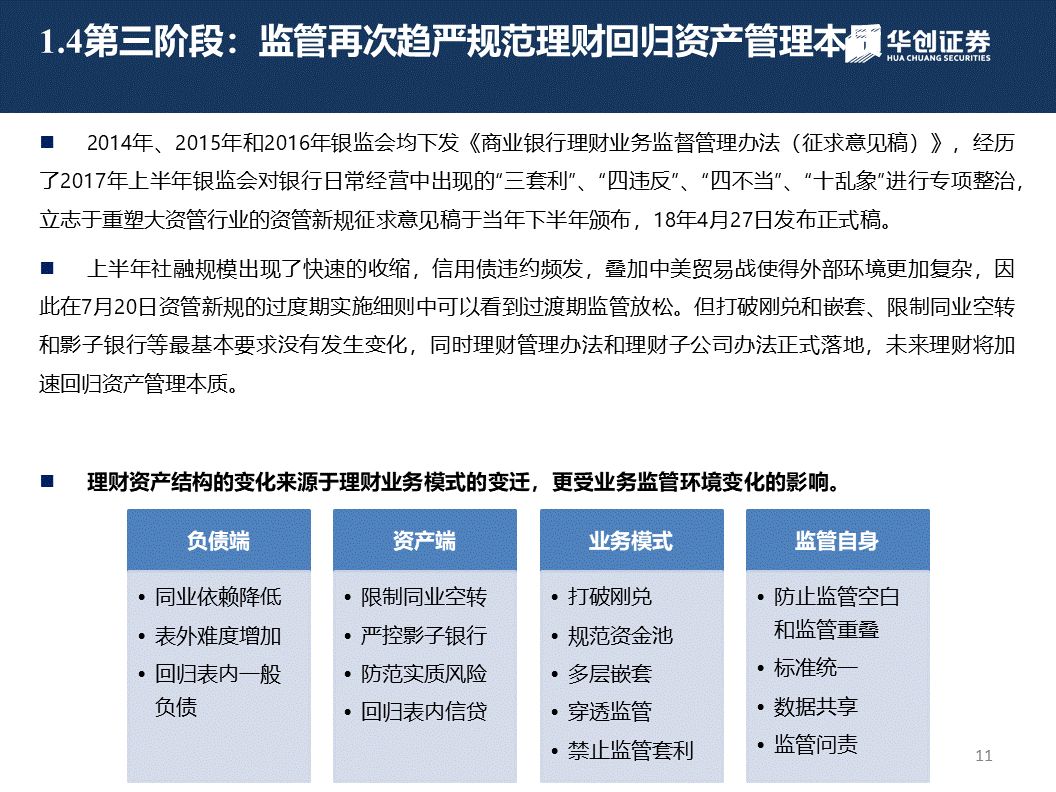 1.4第三阶段：监管再次趋严规范理财回归资产管理本
华创证券
HUA CHUANG SECURITIES
■ 2014年、2015年和2016年银监会均下发《商业银行理财业务监督管理办法（征求意见稿）》，经历
了2017年上半年银监会对银行日常经营中出现的“三套利”、“四违反”、“四不当”、“十乱象”进行专项整治，
立志于重塑大资管行业的资管新规征求意见稿于当年下半年颁布，18年4月27日发布正式稿。
■ 上半年社融规模出现了快速的收缩，信用债违约频发，叠加中美贸易战使得外部环境更加复杂，因
此在7月20日资管新规的过度期实施细则中可以看到过渡期监管放松。但打破刚兑和嵌套、限制同业空转
和影子银行等最基本要求没有发生变化，同时理财管理办法和理财子公司办法正式落地，未来理财将加
速回归资产管理本质。
■ 理财资产结构的变化来源于理财业务模式的变迁，更受业务监管环境变化的影响。
负债端
• 同业依赖降低
• 表外难度增加
• 回归表内一般
负债
资产端
• 限制同业空转
• 严控影子银行
• 防范实质风险
• 回归表内信贷
业务模式
• 打破刚兑
• 规范资金池
• 多层嵌套
• 穿透监管
• 禁止监管套利
监管自身
• 防止监管空白
和监管重叠
• 标准统一
• 数据共享
• 监管问责
11